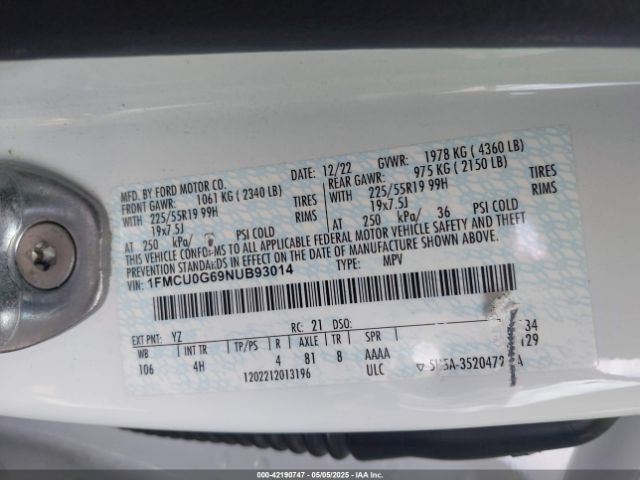 MFD. BY FORD MOTOR CO. DATE: 12/22 GVWR: 1978 KG ( 4360 LB)
FRONT GAWR: 1061 KG ( 2340 LB) REAR GAWR: 975 KG ( 2150 LB)
WITH 225/55R19 99H TIRES WITH 225/55R19 99H TIRES
19x7.5J RIMS 19x7.5J RIMS
AT 250 kPa/ PSI COLD AT 250 kPa/ 36 PSI COLD
THIS VEHICLE CONFORMS TO ALL APPLICABLE FEDERAL MOTOR VEHICLE SAFETY AND THEFT
PREVENTION STANDARDS IN EFFECT ON THE DATE OF MANUFACTURE SHOWN ABOVE.
VIN: 1FMCU0G69NUB93014 TYPE: MPV
EXT PNT: YZ RC: 21 DSO: 34
WB INT TR TP/PS R AXLE TR SPR 129
106 4H 4 81 8 AAAA
1202212013196 ULC
000-42190747 - 05/05/2025 - IAA Inc.